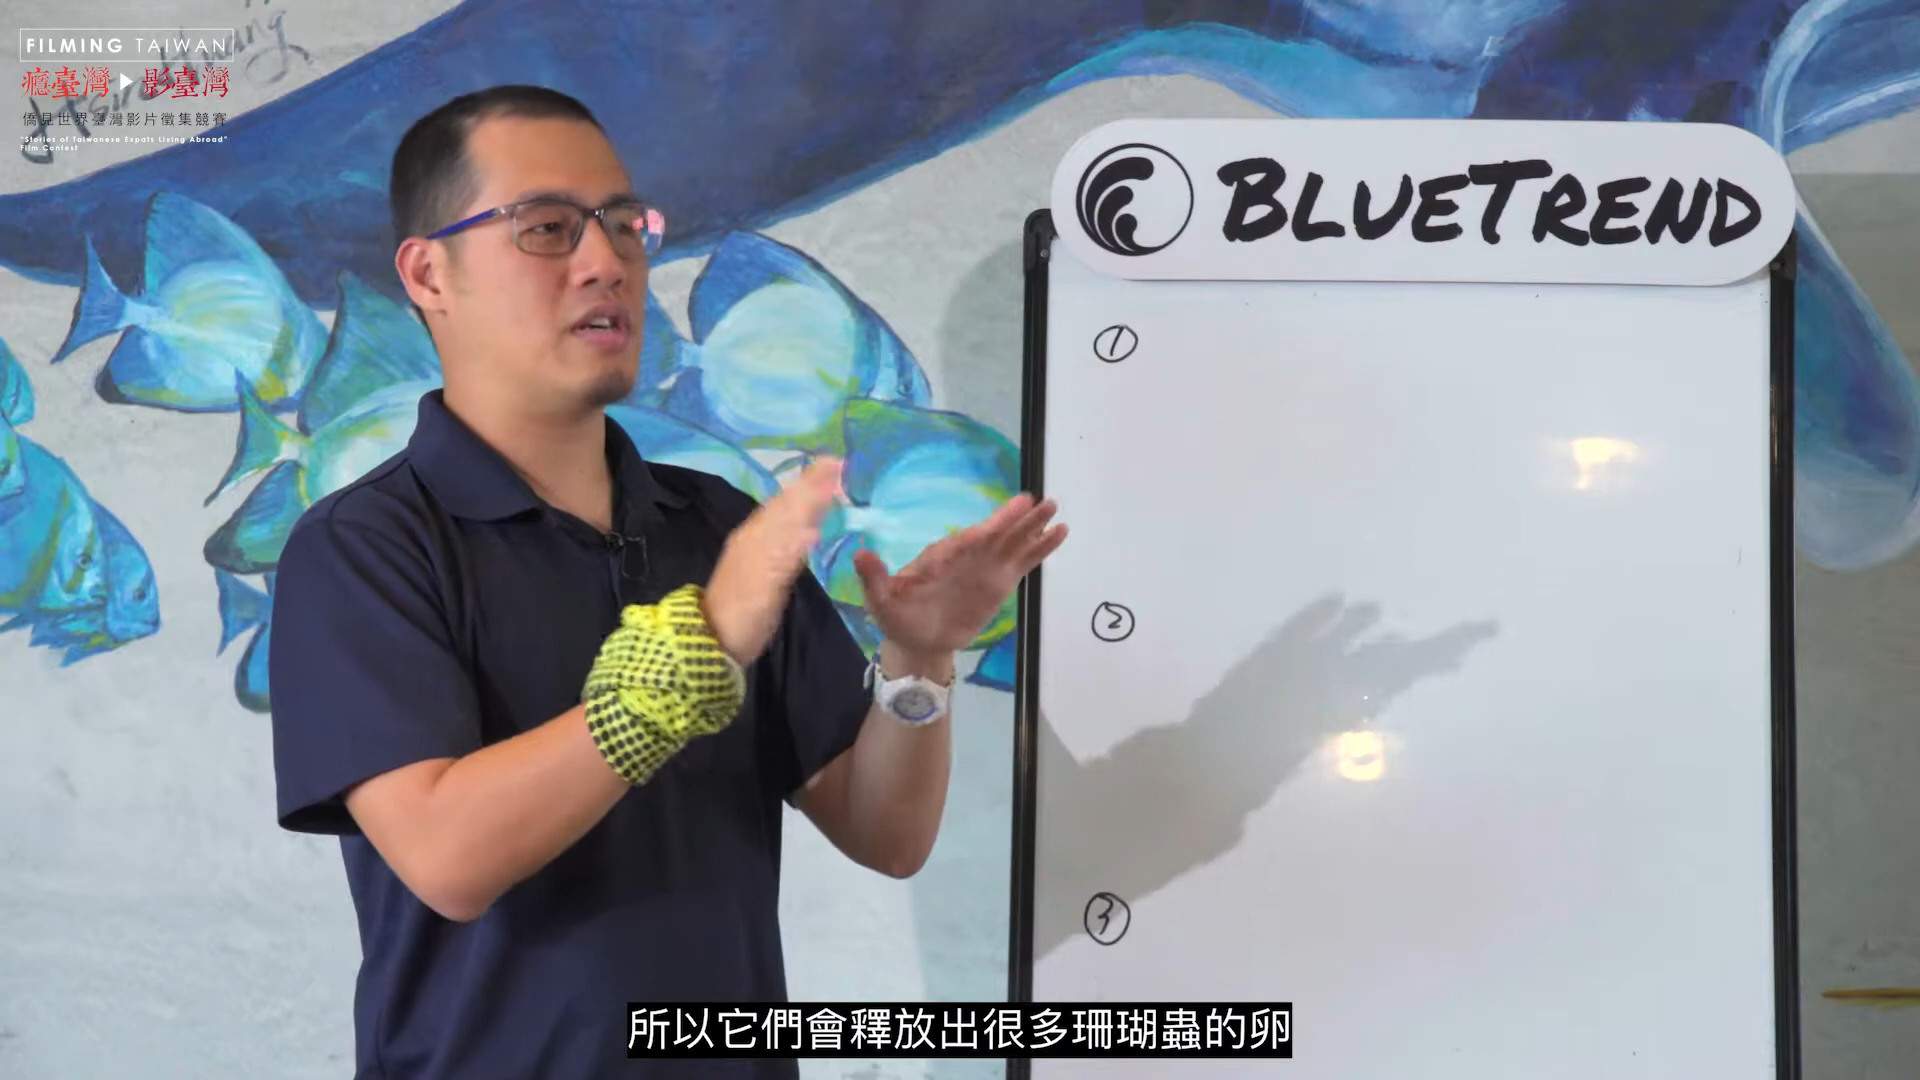 FILMING TAIWAN
癮臺灣 影臺灣
僑見世界臺灣影片徵集競賽
"Stories of Taiwanese Expats Living Abroad"
Film Contest
BLUETREND
①
②
③
所以它們會釋放出很多珊瑚蟲的卵